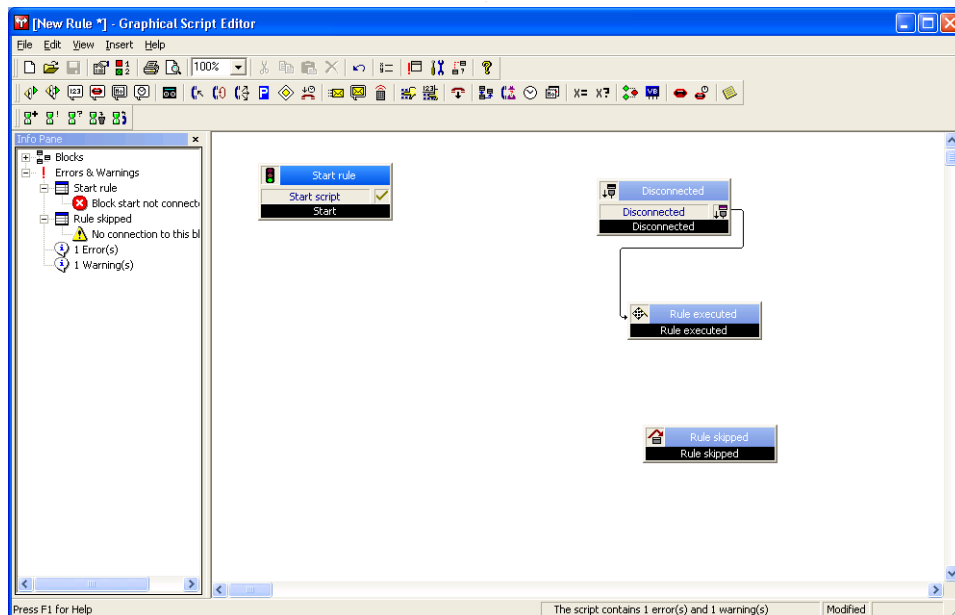 [New Rule *] - Graphical Script Editor
File Edit View Insert Help
100%
Info Pane
Blocks
Errors & Warnings
Start rule
Block start not connect
Rule skipped
No connection to this bl
1 Error(s)
1 Warning(s)
Start rule
Start script
Start
Disconnected
Disconnected
Disconnected
Rule executed
Rule executed
Rule skipped
Rule skipped
Press F1 for Help
The script contains 1 error(s) and 1 warning(s)
Modified